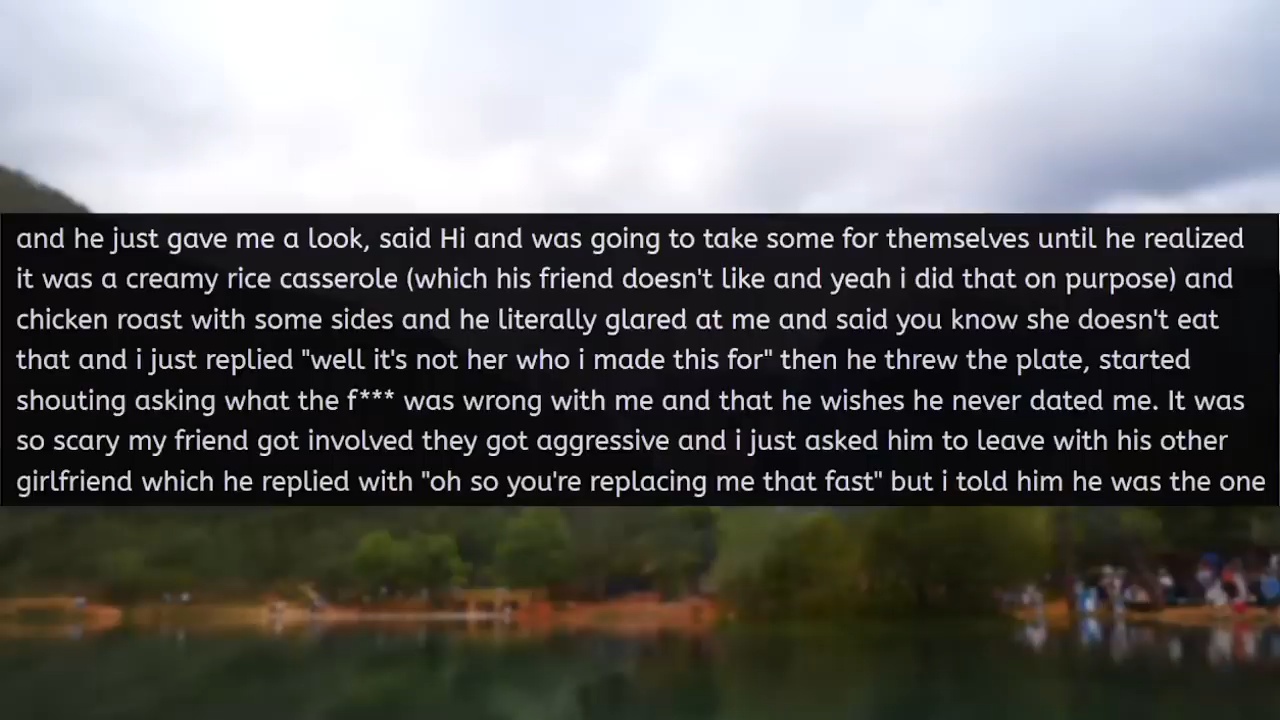 and he just gave me a look, said Hi and was going to take some for themselves until he realized
it was a creamy rice casserole (which his friend doesn't like and yeah i did that on purpose) and
chicken roast with some sides and he literally glared at me and said you know she doesn't eat
that and i just replied "well it's not her who i made this for" then he threw the plate, started
shouting asking what the f*** was wrong with me and that he wishes he never dated me. It was
so scary my friend got involved they got aggressive and i just asked him to leave with his other
girlfriend which he replied with "oh so you're replacing me that fast" but i told him he was the one